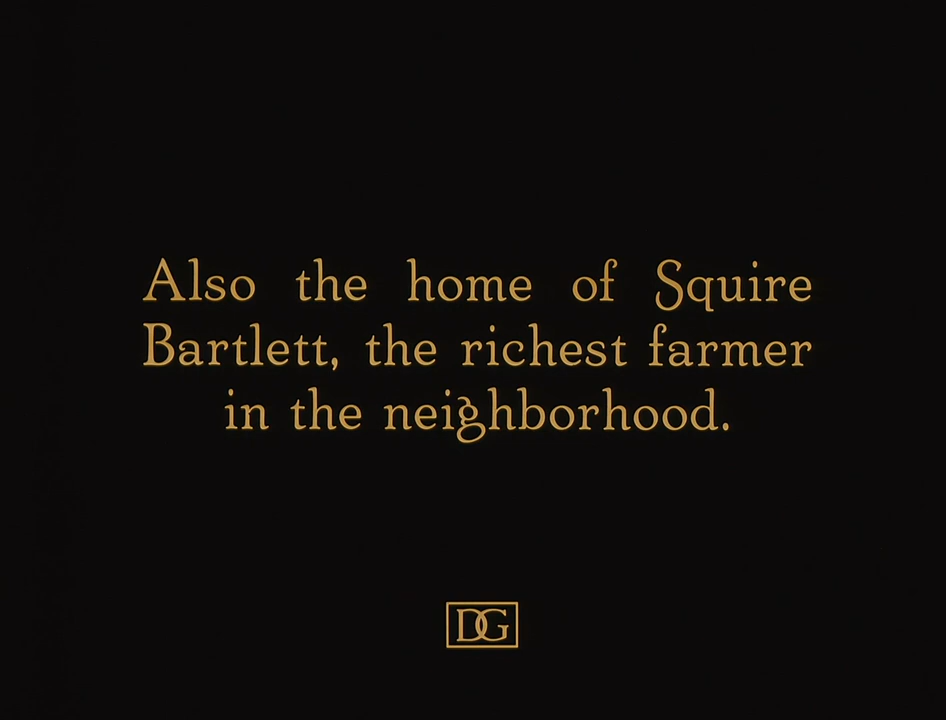 Also the home of Squire
Bartlett, the richest farmer
in the neighborhood.
DG